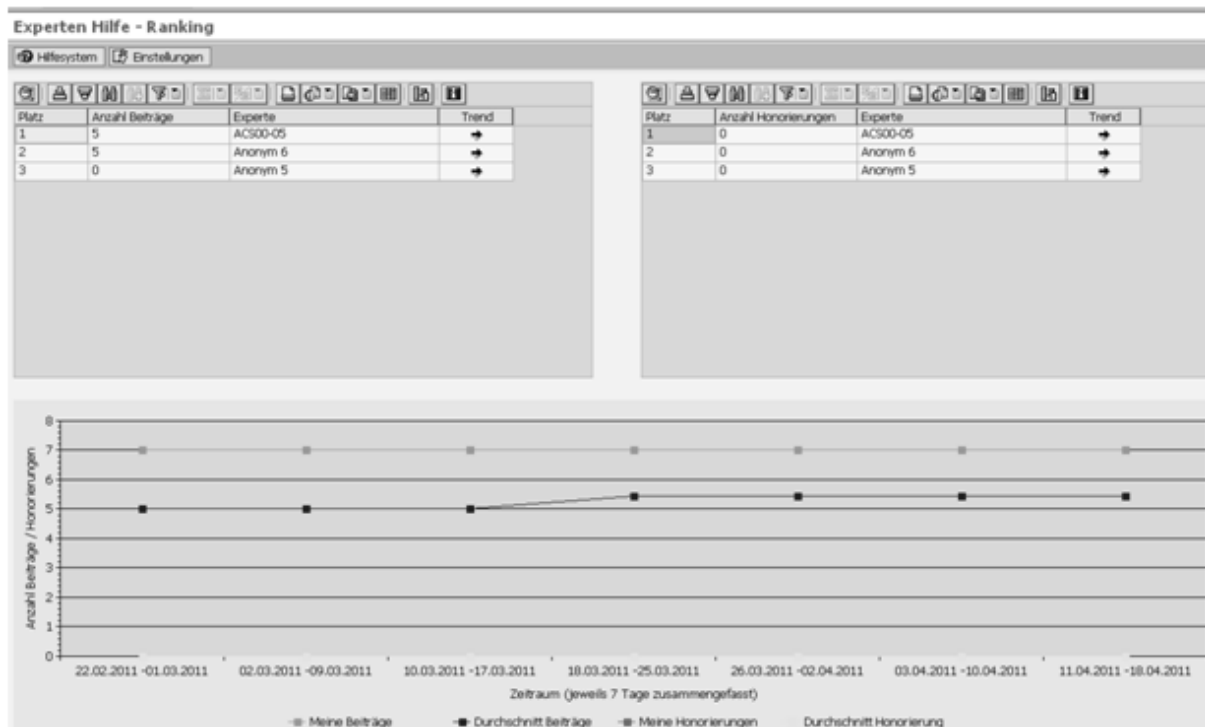 Experten Hilfe - Ranking
Hilfesystem Einstellungen
Platz Anzahl Beiträge Experte Trend
1 5 ACS00-05
2 5 Anonym 6
3 0 Anonym 5
Platz Anzahl Honorierungen Experte Trend
1 0 ACS00-05
2 0 Anonym 6
3 0 Anonym 5
Anzahl Beiträge / Honorierungen
8
7
6
5
4
3
2
1
0
22.02.2011 -01.03.2011 02.03.2011 -09.03.2011 10.03.2011 -17.03.2011 18.03.2011 -25.03.2011 26.03.2011 -02.04.2011 03.04.2011 -10.04.2011 11.04.2011 -18.04.2011
Zeitraum (jeweils 7 Tage zusammengefasst)
Meine Beiträge Durchschnitt Beiträge Meine Honorierungen Durchschnitt Honorierung